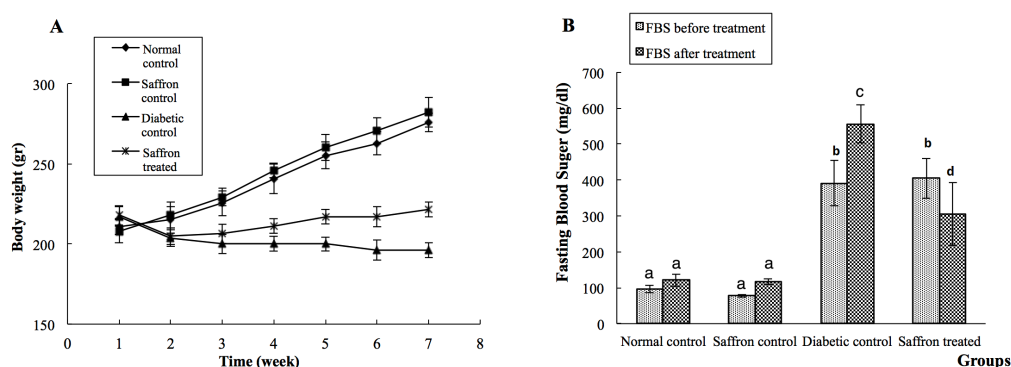 A
Normal
control
Saffron
control
Diabetic
control
Saffron
treated
300
250
200
150
Body weight (gr)
0 1 2 3 4 5 6 7 8
Time (week)
B
FBS before treatment
FBS after treatment
700
600
500
400
300
200
100
0
Fasting Blood Suger (mg/dl)
a a a a b c b d
Normal control Saffron control Diabetic control Saffron treated
Groups